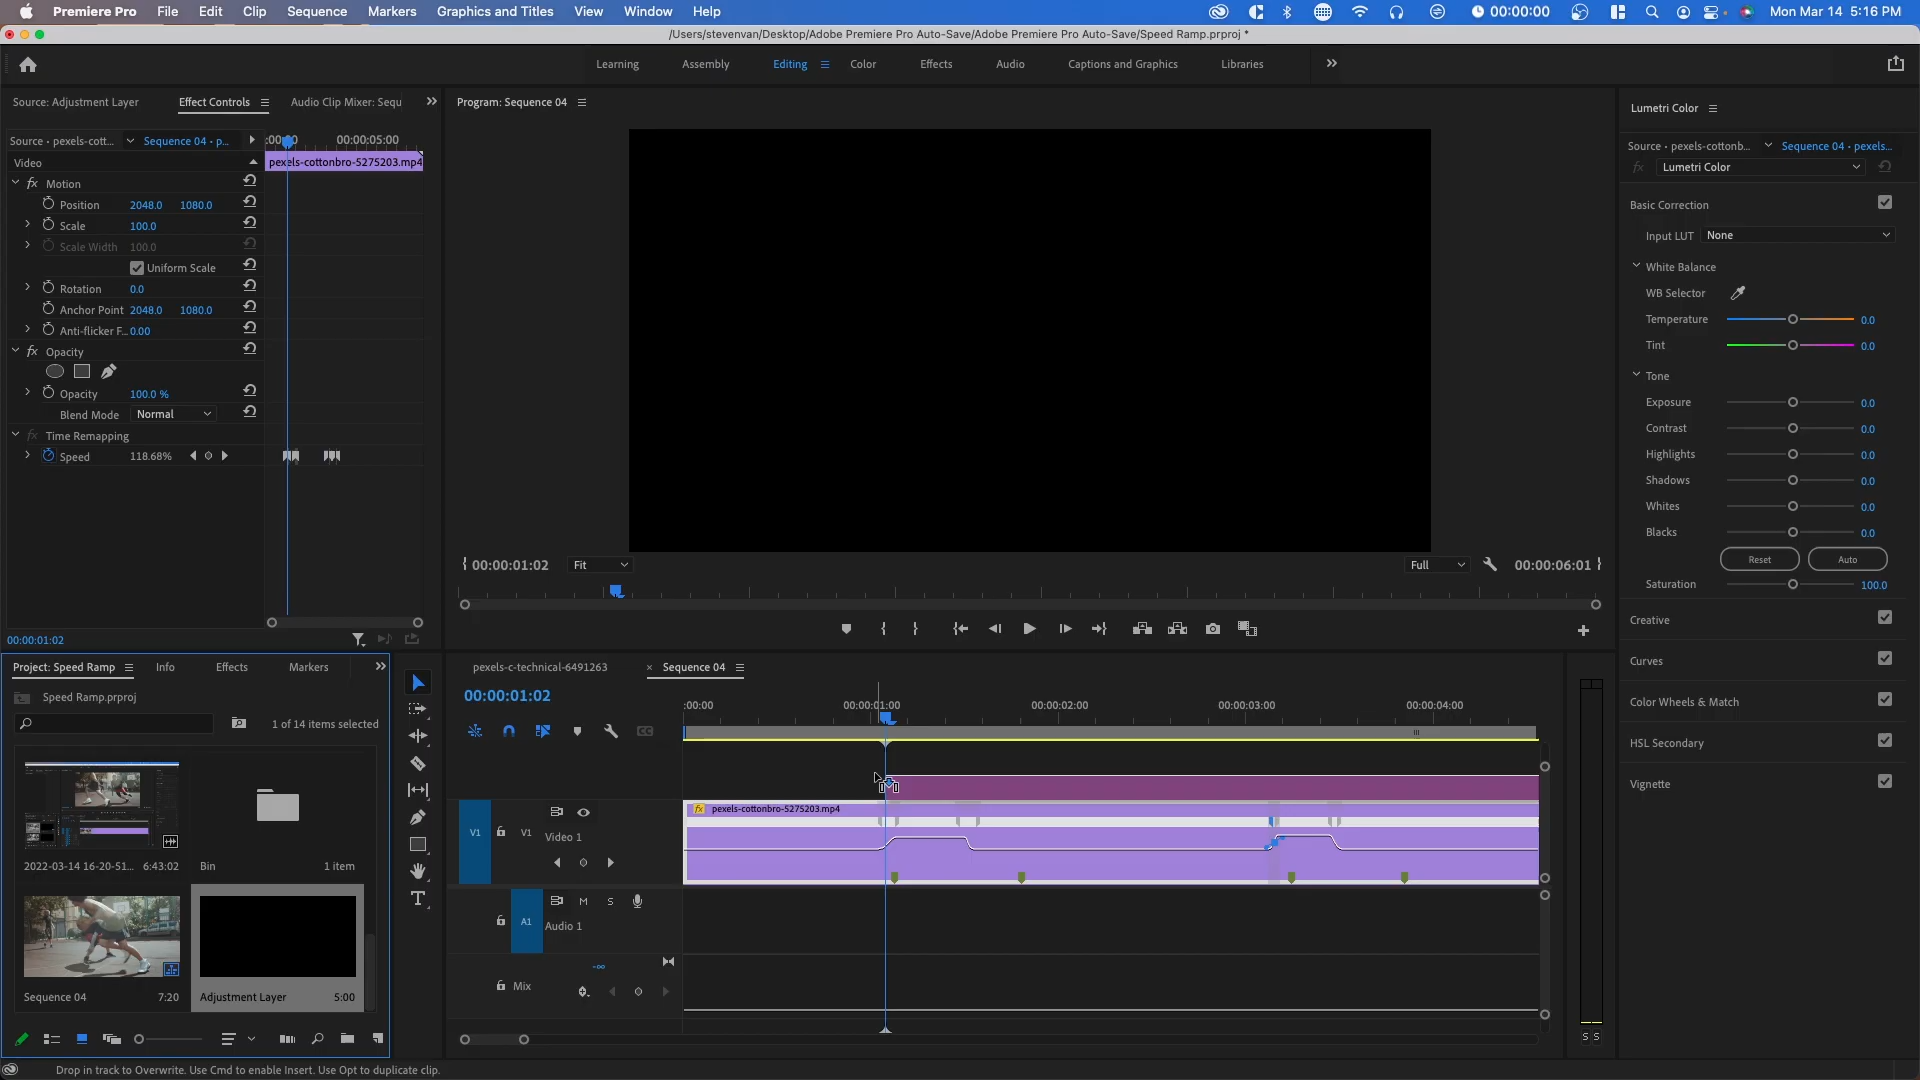 Premiere Pro File Edit Clip Sequence Markers Graphics and Titles View Window Help 00:00:00 Mon Mar 14 5:16 PM
/Users/stevenvan/Desktop/Adobe Premiere Pro Auto-Save/Adobe Premiere Pro Auto-Save/Speed Ramp.prproj *
Learning Assembly Editing Color Effects Audio Captions and Graphics Libraries
Source: Adjustment Layer Effect Controls Audio Clip Mixer: Sequ
Program: Sequence 04
Lumetri Color
Source • pexels-cott... Sequence 04 • p... :00:00 00:00:05:00
Video pexels-cottonbro-5275203.mp4
Motion
Position 2048.0 1080.0
Scale 100.0
Scale Width 100.0
Uniform Scale
Rotation 0.0
Anchor Point 2048.0 1080.0
Anti-flicker F... 0.00
Opacity
Opacity 100.0 %
Blend Mode Normal
Time Remapping
Speed 118.68%
00:00:01:02
00:00:01:02 Fit Full 00:00:06:01
Source • pexels-cottonb... Sequence 04 • pexels...
fx Lumetri Color
Basic Correction
Input LUT None
White Balance
WB Selector
Temperature 0.0
Tint 0.0
Tone
Exposure 0.0
Contrast 0.0
Highlights 0.0
Shadows 0.0
Whites 0.0
Blacks 0.0
Reset Auto
Saturation 100.0
Creative
Curves
Color Wheels & Match
HSL Secondary
Vignette
Project: Speed Ramp Info Effects Markers
Speed Ramp.prproj
1 of 14 items selected
2022-03-14 16-20-51... 6:43:02
Bin 1 item
Sequence 04 7:20
Adjustment Layer 5:00
pexels-c-technical-6491263 × Sequence 04
00:00:01:02
:00:00 00:00:01:00 00:00:02:00 00:00:03:00 00:00:04:00
fx pexels-cottonbro-5275203.mp4
V1 V1 Video 1
A1 M S
Audio 1
Mix
S S
Drop in track to Overwrite. Use Cmd to enable Insert. Use Opt to duplicate clip.